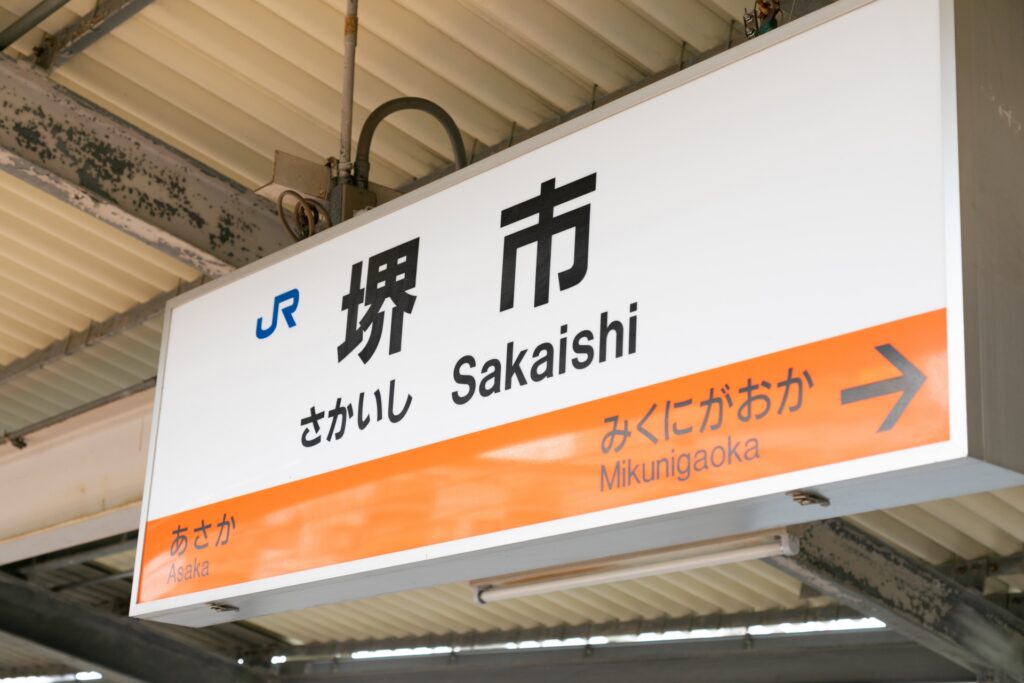 JR 堺市
さかいし Sakaishi
みくにがおか →
Mikunigaoka
あさか
Asaka